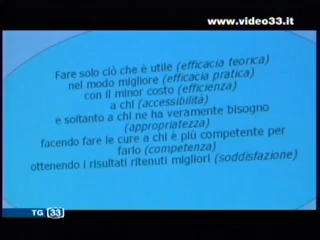 www.video33.it
Fare solo ciò che è utile (efficacia teorica)
nel modo migliore (efficacia pratica)
con il minor costo (efficienza)
a chi (accessibilità)
e soltanto a chi ne ha veramente bisogno
(appropriatezza)
facendo fare le cure a chi è più competente per
farlo (competenza)
ottenendo i risultati ritenuti migliori (soddisfazione)
TG 33